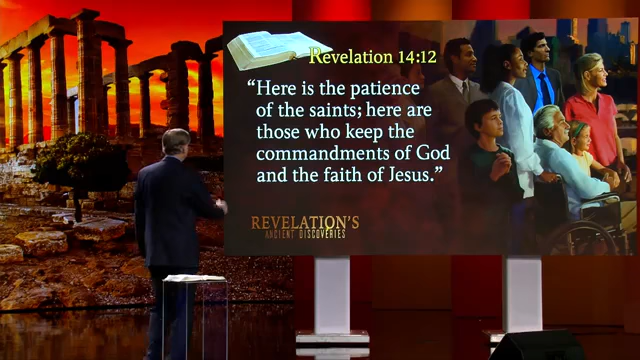 Revelation 14:12
“Here is the patience
of the saints; here are
those who keep the
commandments of God
and the faith of Jesus.”
REVELATION'S
ANCIENT DISCOVERIES